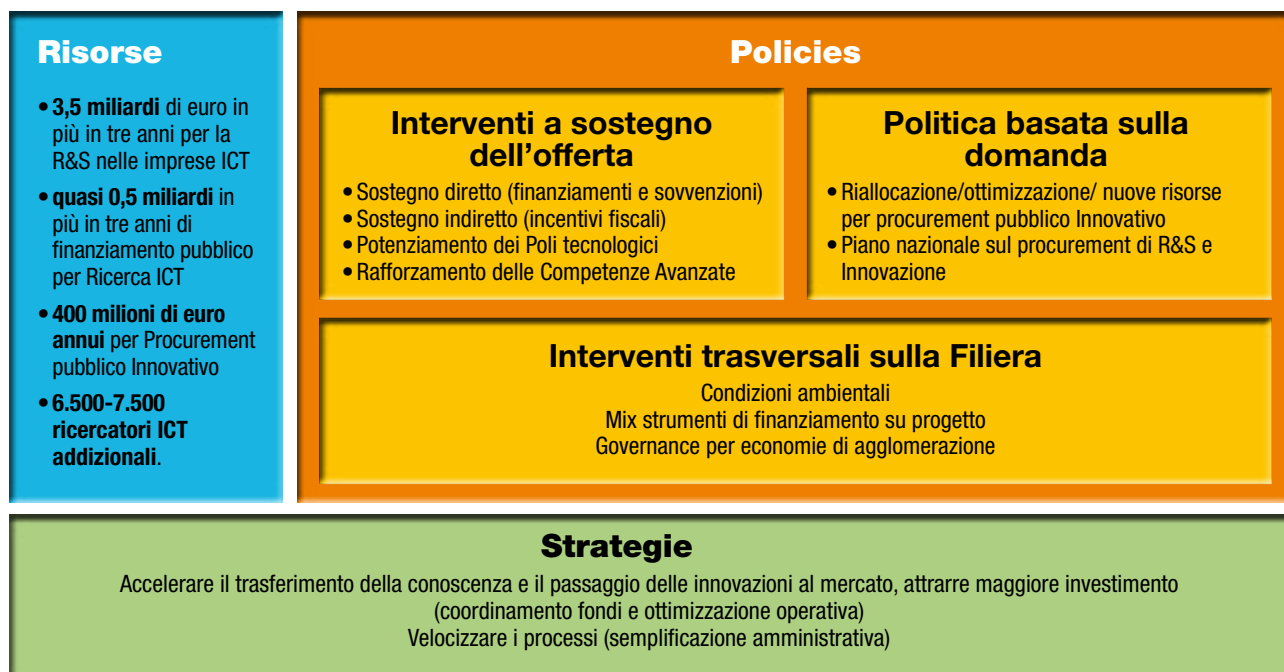 Risorse
• 3,5 miliardi di euro in
più in tre anni per la
R&S nelle imprese ICT
• quasi 0,5 miliardi in
più in tre anni di
finanziamento pubblico
per Ricerca ICT
• 400 milioni di euro
annui per Procurement
pubblico Innovativo
• 6.500-7.500
ricercatori ICT
addizionali.
Policies
Interventi a sostegno
dell’offerta
• Sostegno diretto (finanziamenti e sovvenzioni)
• Sostegno indiretto (incentivi fiscali)
• Potenziamento dei Poli tecnologici
• Rafforzamento delle Competenze Avanzate
Politica basata sulla
domanda
• Riallocazione/ottimizzazione/ nuove risorse
per procurement pubblico Innovativo
• Piano nazionale sul procurement di R&S e
Innovazione
Interventi trasversali sulla Filiera
Condizioni ambientali
Mix strumenti di finanziamento su progetto
Governance per economie di agglomerazione
Strategie
Accelerare il trasferimento della conoscenza e il passaggio delle innovazioni al mercato, attrarre maggiore investimento
(coordinamento fondi e ottimizzazione operativa)
Velocizzare i processi (semplificazione amministrativa)